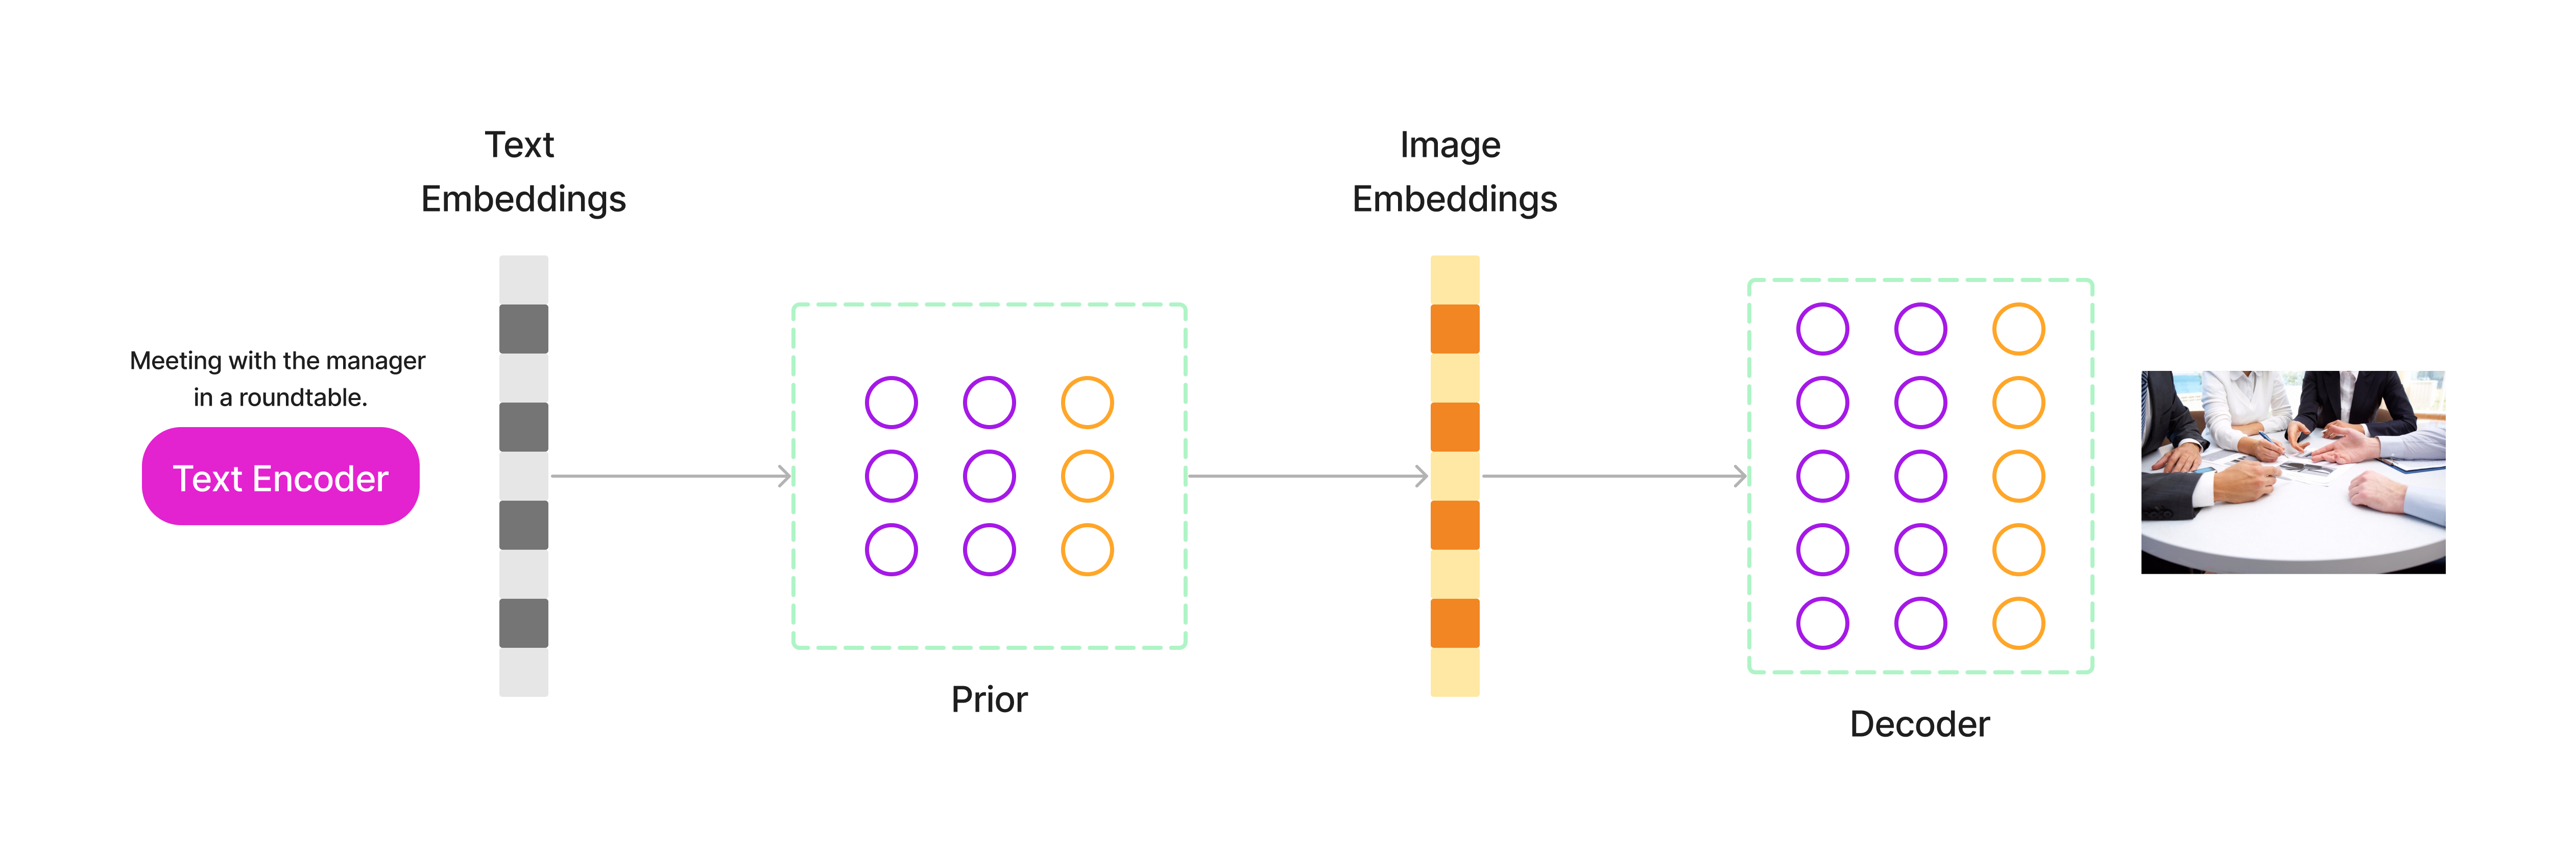 Text
Embeddings
Image
Embeddings
Meeting with the manager
in a roundtable.
Text Encoder
Prior
Decoder